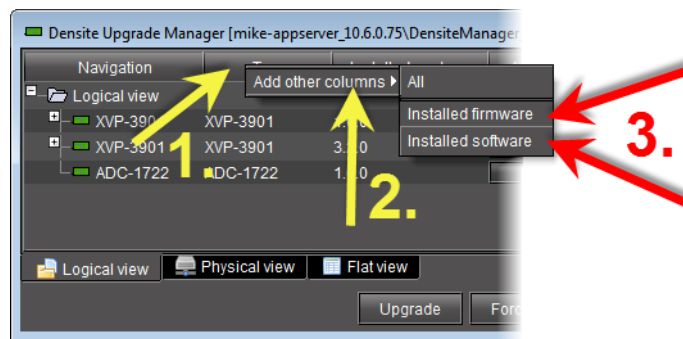 Densite Upgrade Manager [mike-appserver_10.6.0.75\DensiteManager
Navigation
Add other columns All
Logical view
Installed firmware
XVP-3901
XVP-3901 XVP-3901 3.
Installed software
ADC-1722 ADC-1722
1
2.
3.
Logical view Physical view Flat view
Upgrade